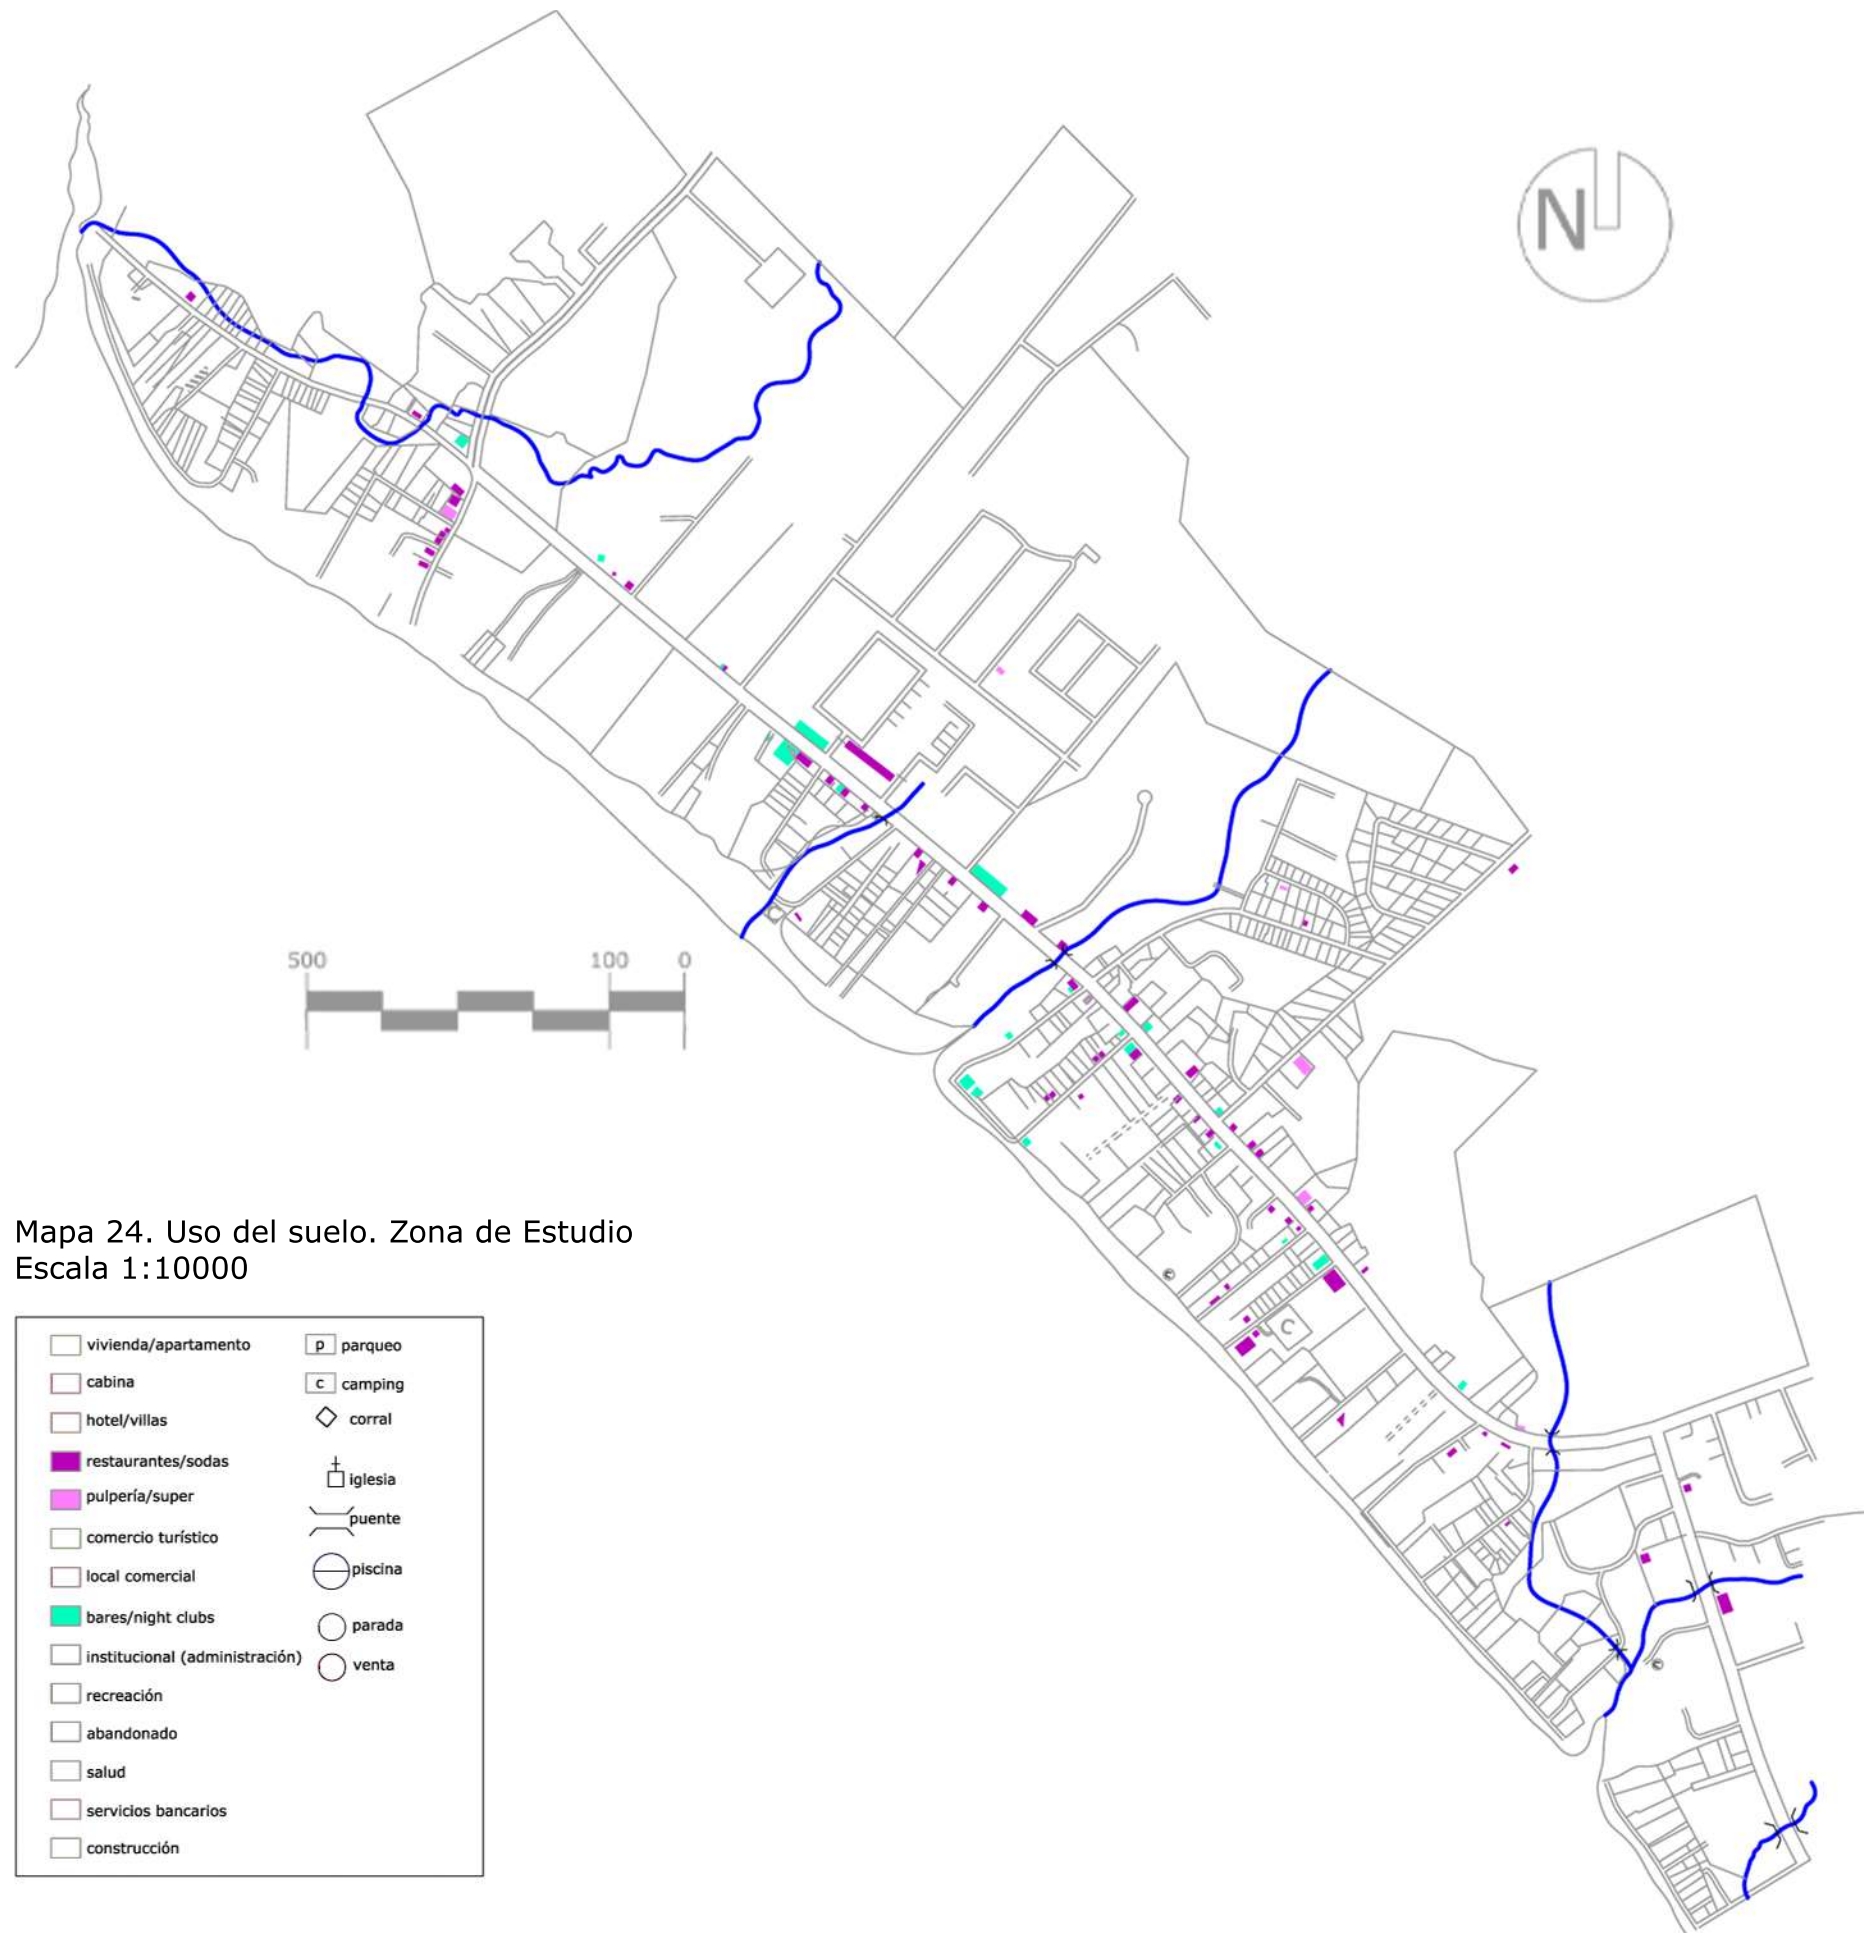 N
500 100 0
Mapa 24. Uso del suelo. Zona de Estudio
Escala 1:10000
vivienda/apartamento
cabina
hotel/villas
restaurantes/sodas
pulpería/super
comercio turístico
local comercial
bares/night clubs
institucional (administración)
recreación
abandonado
salud
servicios bancarios
construcción
p parqueo
c camping
corral
iglesia
puente
piscina
parada
venta
C
C
C